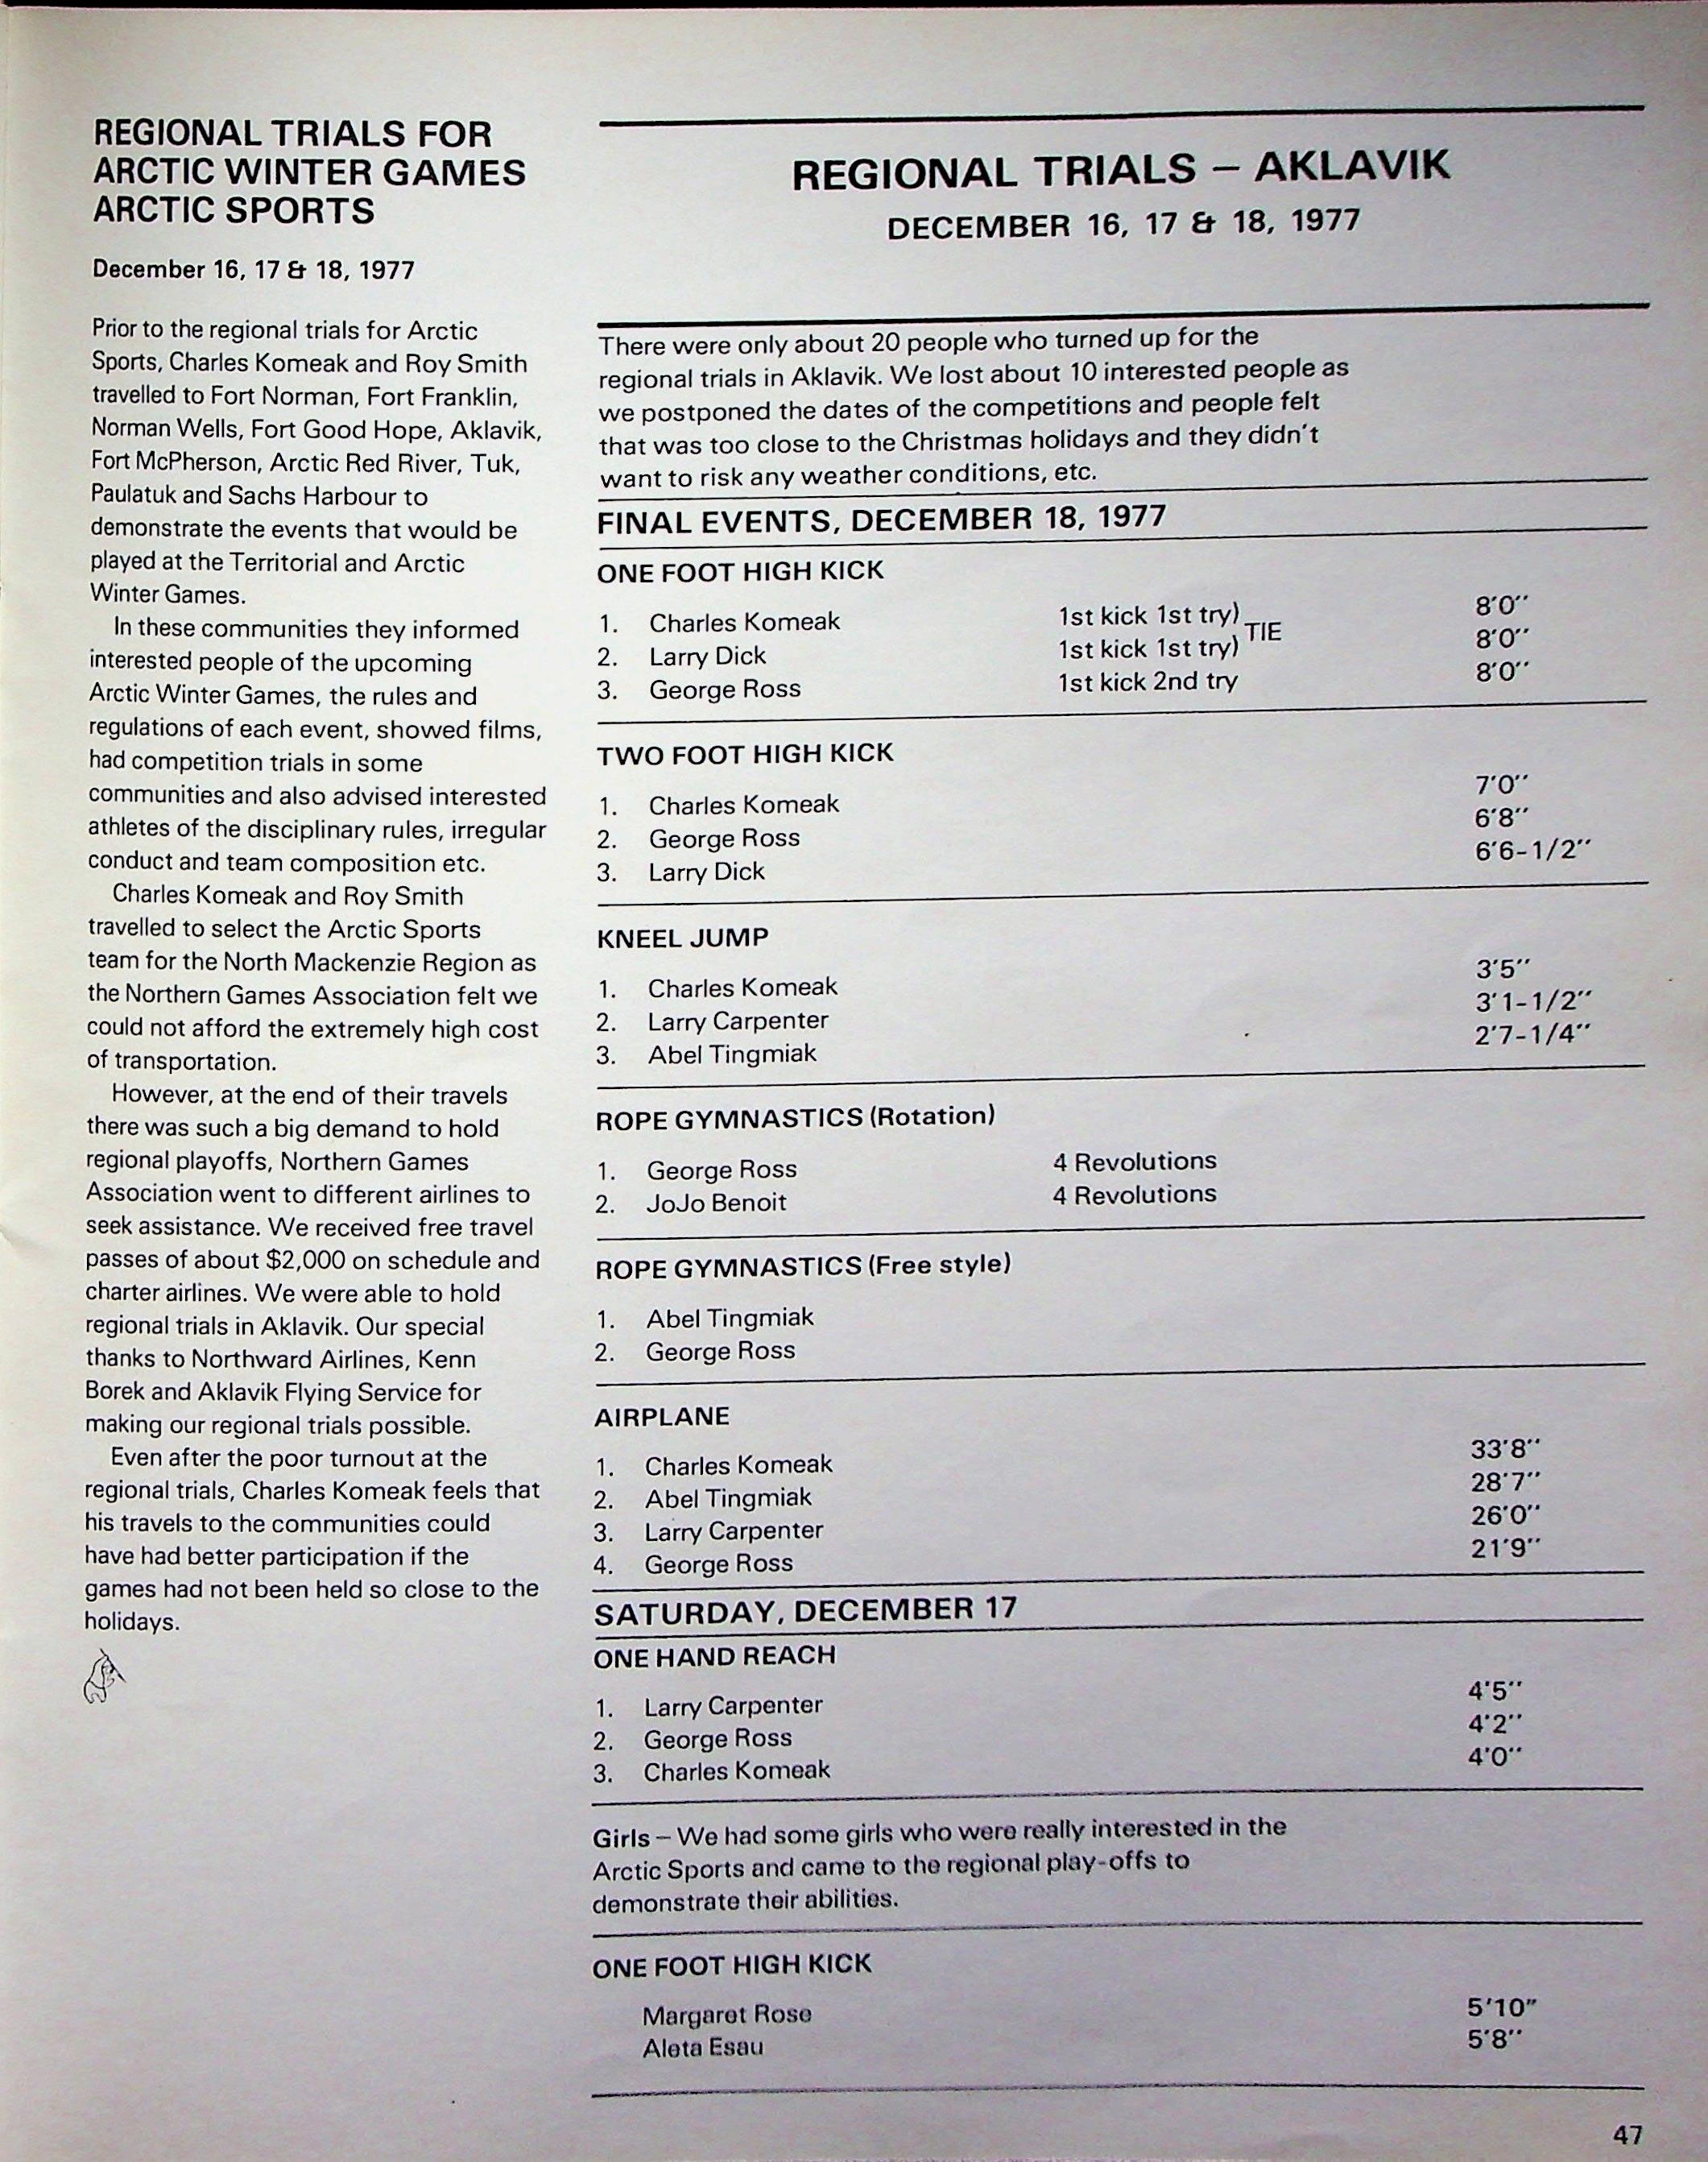 REGIONAL TRIALS FOR
ARCTIC WINTER GAMES
ARCTIC SPORTS
December 16, 17 & 18, 1977
Prior to the regional trials for Arctic
Sports, Charles Komeak and Roy Smith
travelled to Fort Norman, Fort Franklin,
Norman Wells, Fort Good Hope, Aklavik,
Fort McPherson, Arctic Red River, Tuk,
Paulatuk and Sachs Harbour to
demonstrate the events that would be
played at the Territorial and Arctic
Winter Games.
In these communities they informed
interested people of the upcoming
Arctic Winter Games, the rules and
regulations of each event, showed films,
had competition trials in some
communities and also advised interested
athletes of the disciplinary rules, irregular
conduct and team composition etc.
Charles Komeak and Roy Smith
travelled to select the Arctic Sports
team for the North Mackenzie Region as
the Northern Games Association felt we
could not afford the extremely high cost
of transportation.
However, at the end of their travels
there was such a big demand to hold
regional playoffs, Northern Games
Association went to different airlines to
seek assistance. We received free travel
passes of about $2,000 on schedule and
charter airlines. We were able to hold
regional trials in Aklavik. Our special
thanks to Northward Airlines, Kenn
Borek and Aklavik Flying Service for
making our regional trials possible.
Even after the poor turnout at the
regional trials, Charles Komeak feels that
his travels to the communities could
have had better participation if the
games had not been held so close to the
holidays.
REGIONAL TRIALS – AKLAVIK
DECEMBER 16, 17 & 18, 1977
There were only about 20 people who turned up for the
regional trials in Aklavik. We lost about 10 interested people as
we postponed the dates of the competitions and people felt
that was too close to the Christmas holidays and they didn't
want to risk any weather conditions, etc.
FINAL EVENTS, DECEMBER 18, 1977
ONE FOOT HIGH KICK
1. Charles Komeak 1st kick 1st try) TIE 8'0''
2. Larry Dick 1st kick 1st try) 8'0''
3. George Ross 1st kick 2nd try 8'0''
TWO FOOT HIGH KICK
1. Charles Komeak 7'0''
2. George Ross 6'8''
3. Larry Dick 6'6-1/2''
KNEEL JUMP
1. Charles Komeak 3'5''
2. Larry Carpenter 3'1-1/2''
3. Abel Tingmiak 2'7-1/4''
ROPE GYMNASTICS (Rotation)
1. George Ross 4 Revolutions
2. JoJo Benoit 4 Revolutions
ROPE GYMNASTICS (Free style)
1. Abel Tingmiak
2. George Ross
AIRPLANE
1. Charles Komeak 33'8''
2. Abel Tingmiak 28'7''
3. Larry Carpenter 26'0''
4. George Ross 21'9''
SATURDAY, DECEMBER 17
ONE HAND REACH
1. Larry Carpenter 4'5''
2. George Ross 4'2''
3. Charles Komeak 4'0''
Girls – We had some girls who were really interested in the
Arctic Sports and came to the regional play-offs to
demonstrate their abilities.
ONE FOOT HIGH KICK
Margaret Rose 5'10"
Aleta Esau 5'8''
47